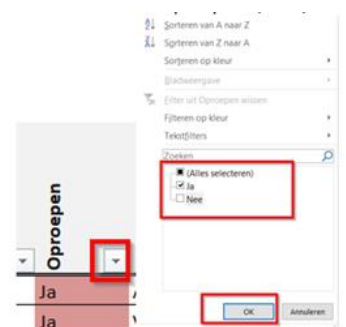 Sorteren van A naar Z
Sorteren van Z naar A
Sorteren op kleur
Bladweergave
Filter uit Oproepen wissen
Filteren op kleur
Tekstfilters
Zoeken
(Alles selecteren)
Ja
Nee
OK
Annuleren
Oproepen
Ja
Ja